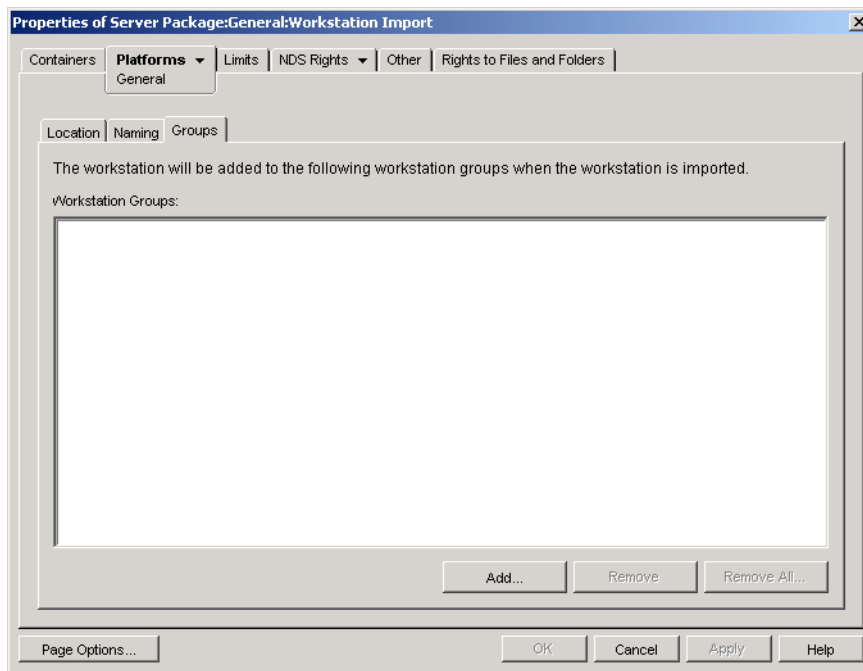 Properties of Server Package:General:Workstation Import
Containers Platforms Limits NDS Rights Other Rights to Files and Folders
General
Location Naming Groups
The workstation will be added to the following workstation groups when the workstation is imported.
Workstation Groups:
Add... Remove Remove All...
Page Options... OK Cancel Apply Help